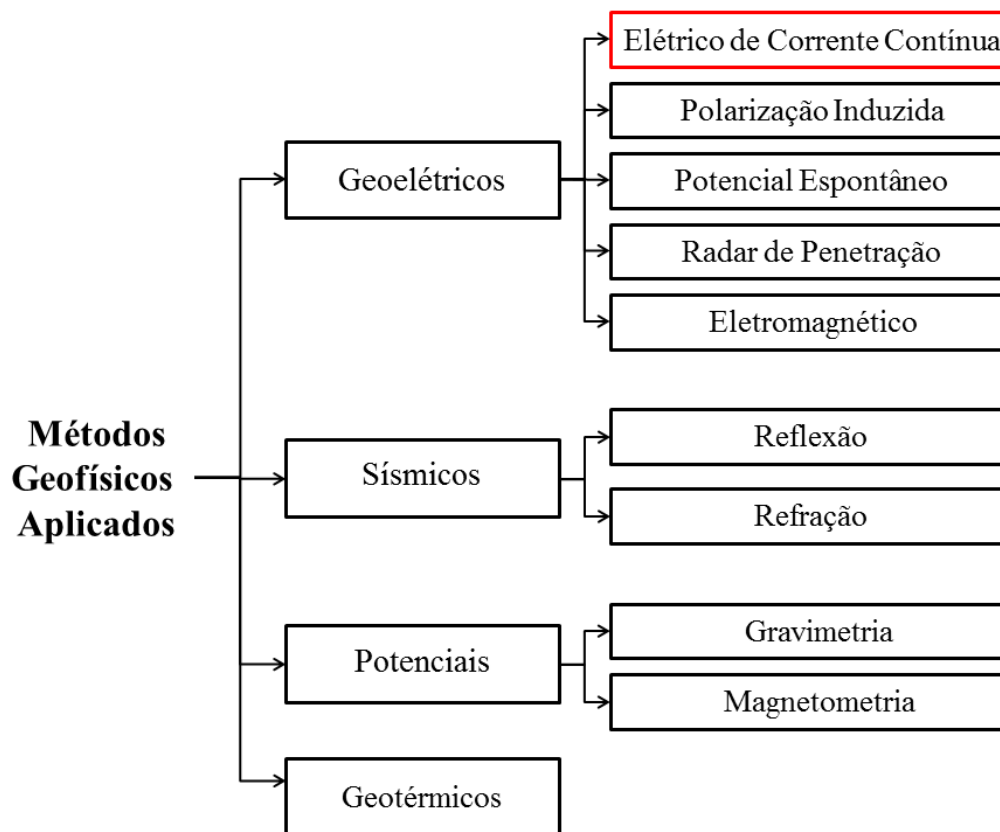 Métodos
Geofísicos
Aplicados
Geoelétricos
Elétrico de Corrente Contínua
Polarização Induzida
Potencial Espontâneo
Radar de Penetração
Eletromagnético
Sísmicos
Reflexão
Refração
Potenciais
Gravimetria
Magnetometria
Geotérmicos